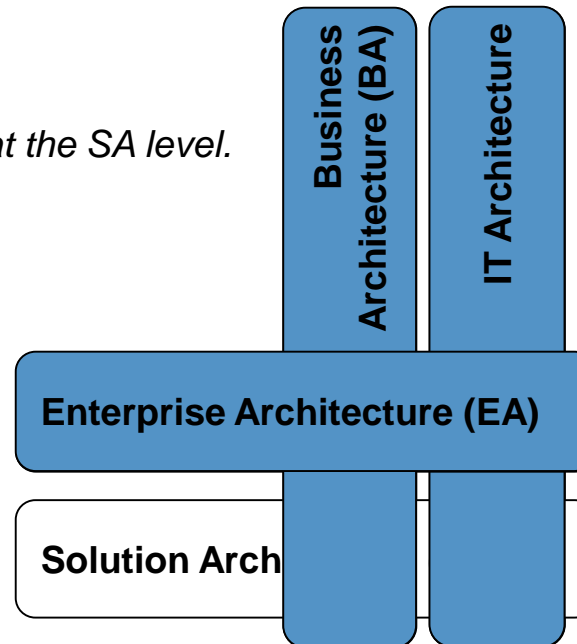 Business
Architecture (BA)
IT Architecture
at the SA level.
Enterprise Architecture (EA)
Solution Arch